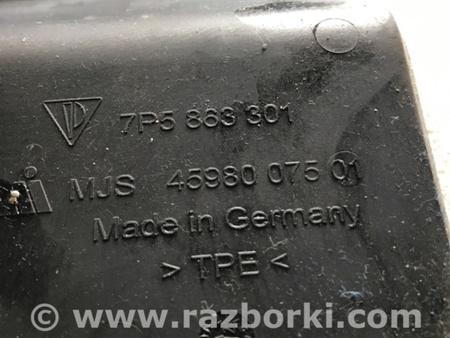 7P5 863 301
MJS 45980 075 01
Made in Germany
> TPE <
© www.razborki.com